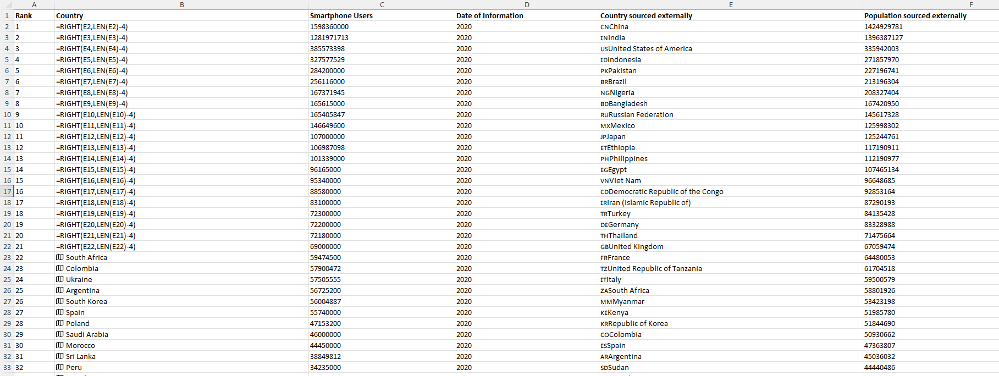 A B C D E F
1 Rank Country Smartphone Users Date of Information Country sourced externally Population sourced externally
2 1 =RIGHT(E2,LEN(E2)-4) 1598360000 2020 CNChina 1424929781
3 2 =RIGHT(E3,LEN(E3)-4) 1281971713 2020 INIndia 1396387127
4 3 =RIGHT(E4,LEN(E4)-4) 385573398 2020 USUnited States of America 335942003
5 4 =RIGHT(E5,LEN(E5)-4) 327577529 2020 IDIndonesia 271857970
6 5 =RIGHT(E6,LEN(E6)-4) 284200000 2020 PKPakistan 227196741
7 6 =RIGHT(E7,LEN(E7)-4) 256116000 2020 BRBrazil 213196304
8 7 =RIGHT(E8,LEN(E8)-4) 167371945 2020 NGNigeria 208327404
9 8 =RIGHT(E9,LEN(E9)-4) 165615000 2020 BDBangladesh 167420950
10 9 =RIGHT(E10,LEN(E10)-4) 165405847 2020 RURussian Federation 145617328
11 10 =RIGHT(E11,LEN(E11)-4) 146649600 2020 MXMexico 125998302
12 11 =RIGHT(E12,LEN(E12)-4) 107000000 2020 JPJapan 125244761
13 12 =RIGHT(E13,LEN(E13)-4) 106987098 2020 ETEthiopia 117190911
14 13 =RIGHT(E14,LEN(E14)-4) 101339000 2020 PHPhilippines 112190977
15 14 =RIGHT(E15,LEN(E15)-4) 96165000 2020 EGEgypt 107465134
16 15 =RIGHT(E16,LEN(E16)-4) 95340000 2020 VNViet Nam 96648685
17 16 =RIGHT(E17,LEN(E17)-4) 88580000 2020 CDDemocratic Republic of the Congo 92853164
18 17 =RIGHT(E18,LEN(E18)-4) 83100000 2020 IRIran (Islamic Republic of) 87290193
19 18 =RIGHT(E19,LEN(E19)-4) 72300000 2020 TRTurkey 84135428
20 19 =RIGHT(E20,LEN(E20)-4) 72200000 2020 DEGermany 83328988
21 20 =RIGHT(E21,LEN(E21)-4) 72180000 2020 THThailand 71475664
22 21 =RIGHT(E22,LEN(E22)-4) 69000000 2020 GBUnited Kingdom 67059474
23 22 South Africa 59474500 2020 FRFrance 64480053
24 23 Colombia 57900472 2020 TZUnited Republic of Tanzania 61704518
25 24 Ukraine 57505555 2020 ITItaly 59500579
26 25 Argentina 56725200 2020 ZASouth Africa 58801926
27 26 South Korea 56004887 2020 MMMyanmar 53423198
28 27 Spain 55740000 2020 KEKenya 51985780
29 28 Poland 47153200 2020 KRRepublic of Korea 51844690
30 29 Saudi Arabia 46000000 2020 COColombia 50930662
31 30 Morocco 44450000 2020 ESSpain 47363807
32 31 Sri Lanka 38849812 2020 ARArgentina 45036032
33 32 Peru 34235000 2020 SDSudan 44440486